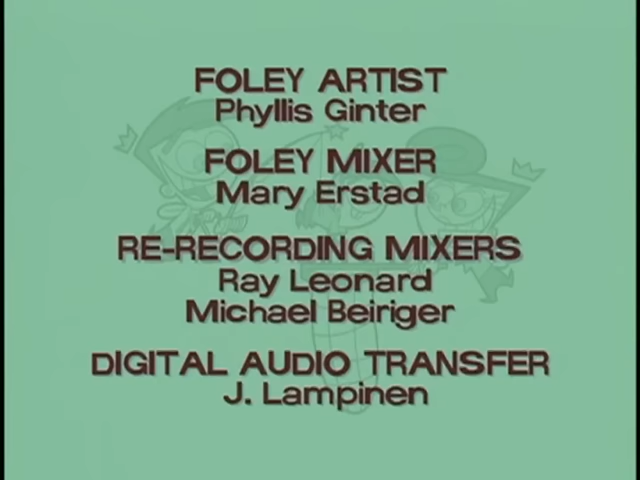 FOLEY ARTIST
Phyllis Ginter
FOLEY MIXER
Mary Erstad
RE-RECORDING MIXERS
Ray Leonard
Michael Beiriger
DIGITAL AUDIO TRANSFER
J. Lampinen